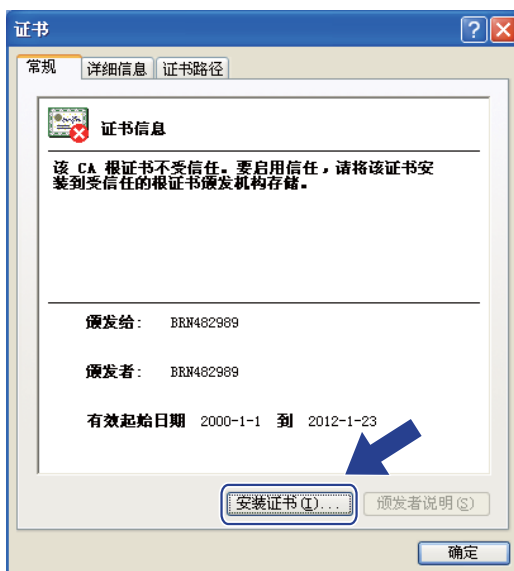 证书
常规 详细信息 证书路径
证书信息
该 CA 根证书不受信任。要启用信任，请将该证书安
装到受信任的根证书颁发机构存储。
颁发给: BRN482989
颁发者: BRN482989
有效起始日期 2000-1-1 到 2012-1-23
安装证书(I)... 颁发者说明(S)
确定